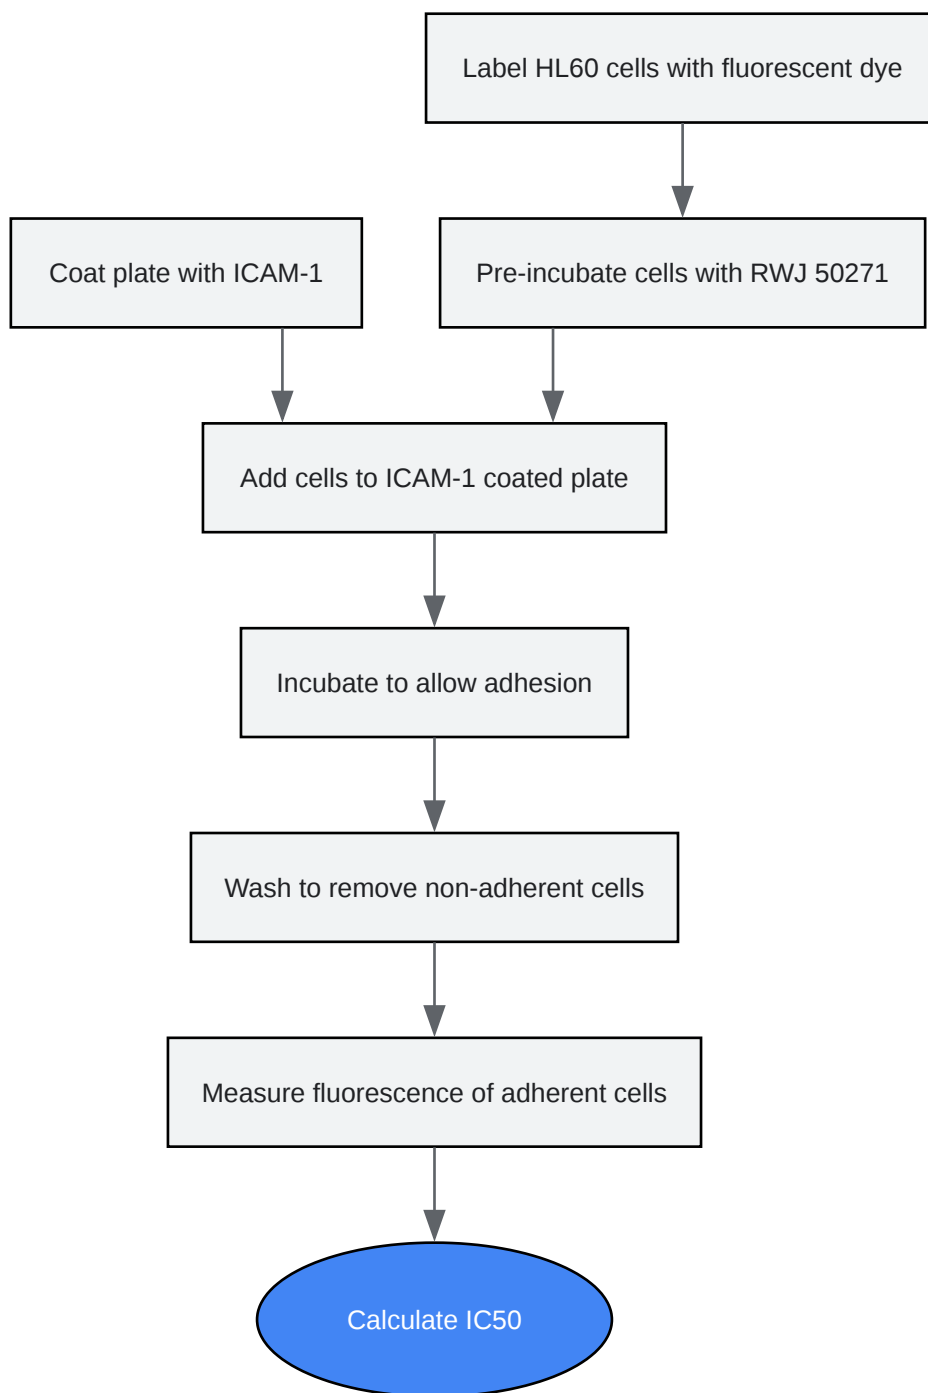 Label HL60 cells with fluorescent dye
Coat plate with ICAM-1
Pre-incubate cells with RWJ 50271
Add cells to ICAM-1 coated plate
Incubate to allow adhesion
Wash to remove non-adherent cells
Measure fluorescence of adherent cells
Calculate IC50